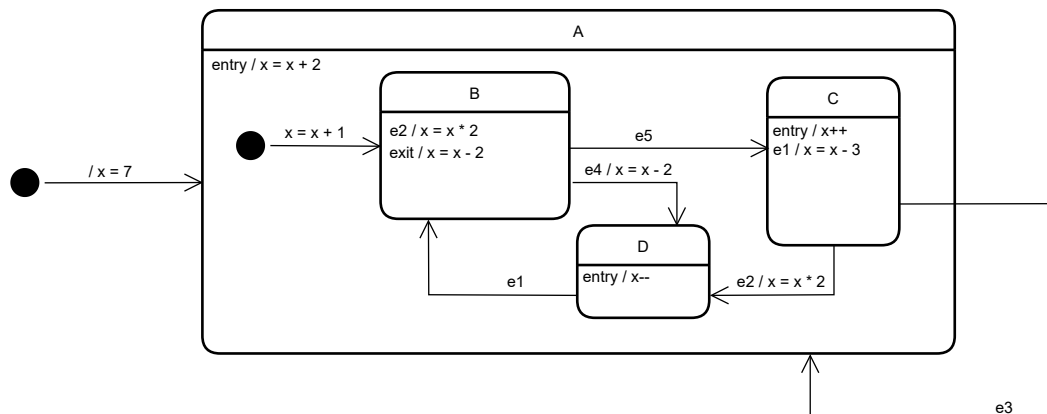 A
entry / x = x + 2
B
C
x = x + 1
e2 / x = x * 2
exit / x = x - 2
e5
entry / x++
e1 / x = x - 3
/ x = 7
e4 / x = x - 2
D
entry / x--
e1
e2 / x = x * 2
e3